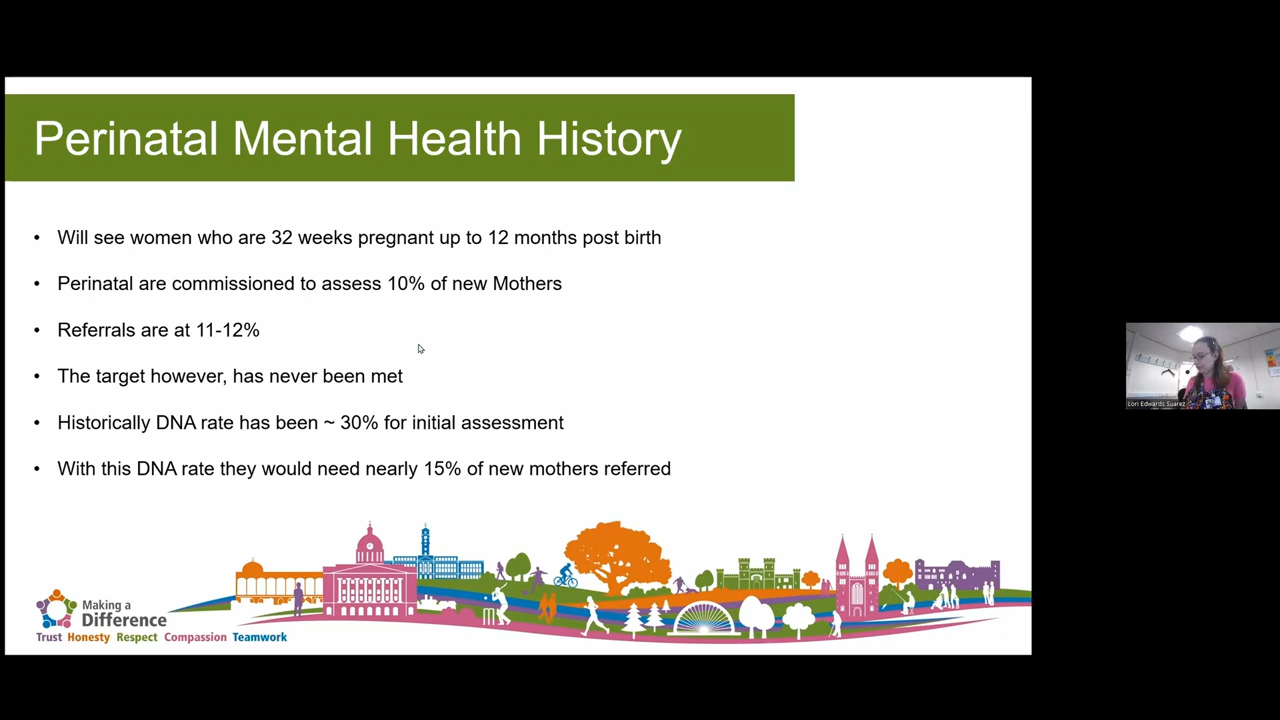 Perinatal Mental Health History
• Will see women who are 32 weeks pregnant up to 12 months post birth
• Perinatal are commissioned to assess 10% of new Mothers
• Referrals are at 11-12%
• The target however, has never been met
• Historically DNA rate has been ~ 30% for initial assessment
• With this DNA rate they would need nearly 15% of new mothers referred
Making a
Difference
Trust Honesty Respect Compassion Teamwork
Lori Edwards Suarez